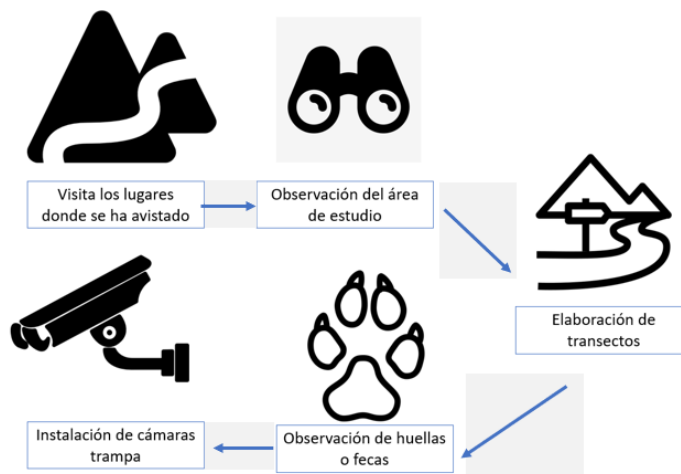 Visita los lugares
donde se ha avistado
Observación del área
de estudio
Elaboración de
transectos
Observación de huellas
o fecas
Instalación de cámaras
trampa